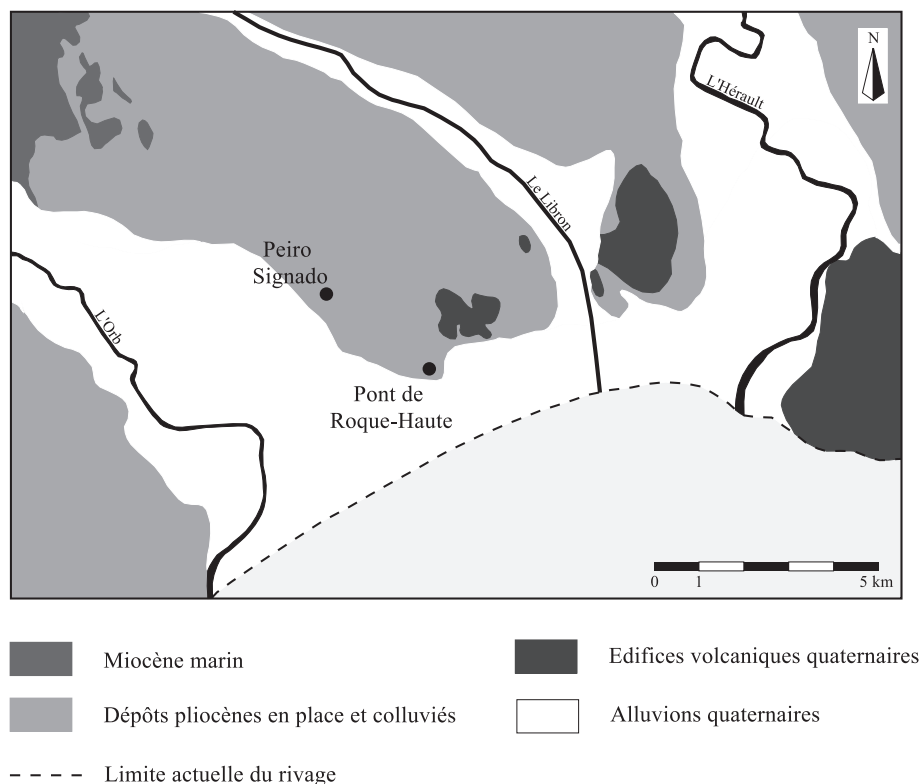 N
L'Hérault
Le Libron
Peiro
Signado
L'Orb
Pont de
Roque-Haute
0 1 5 km
Miocène marin
Edifices volcaniques quaternaires
Dépôts pliocènes en place et colluviés
Alluvions quaternaires
Limite actuelle du rivage